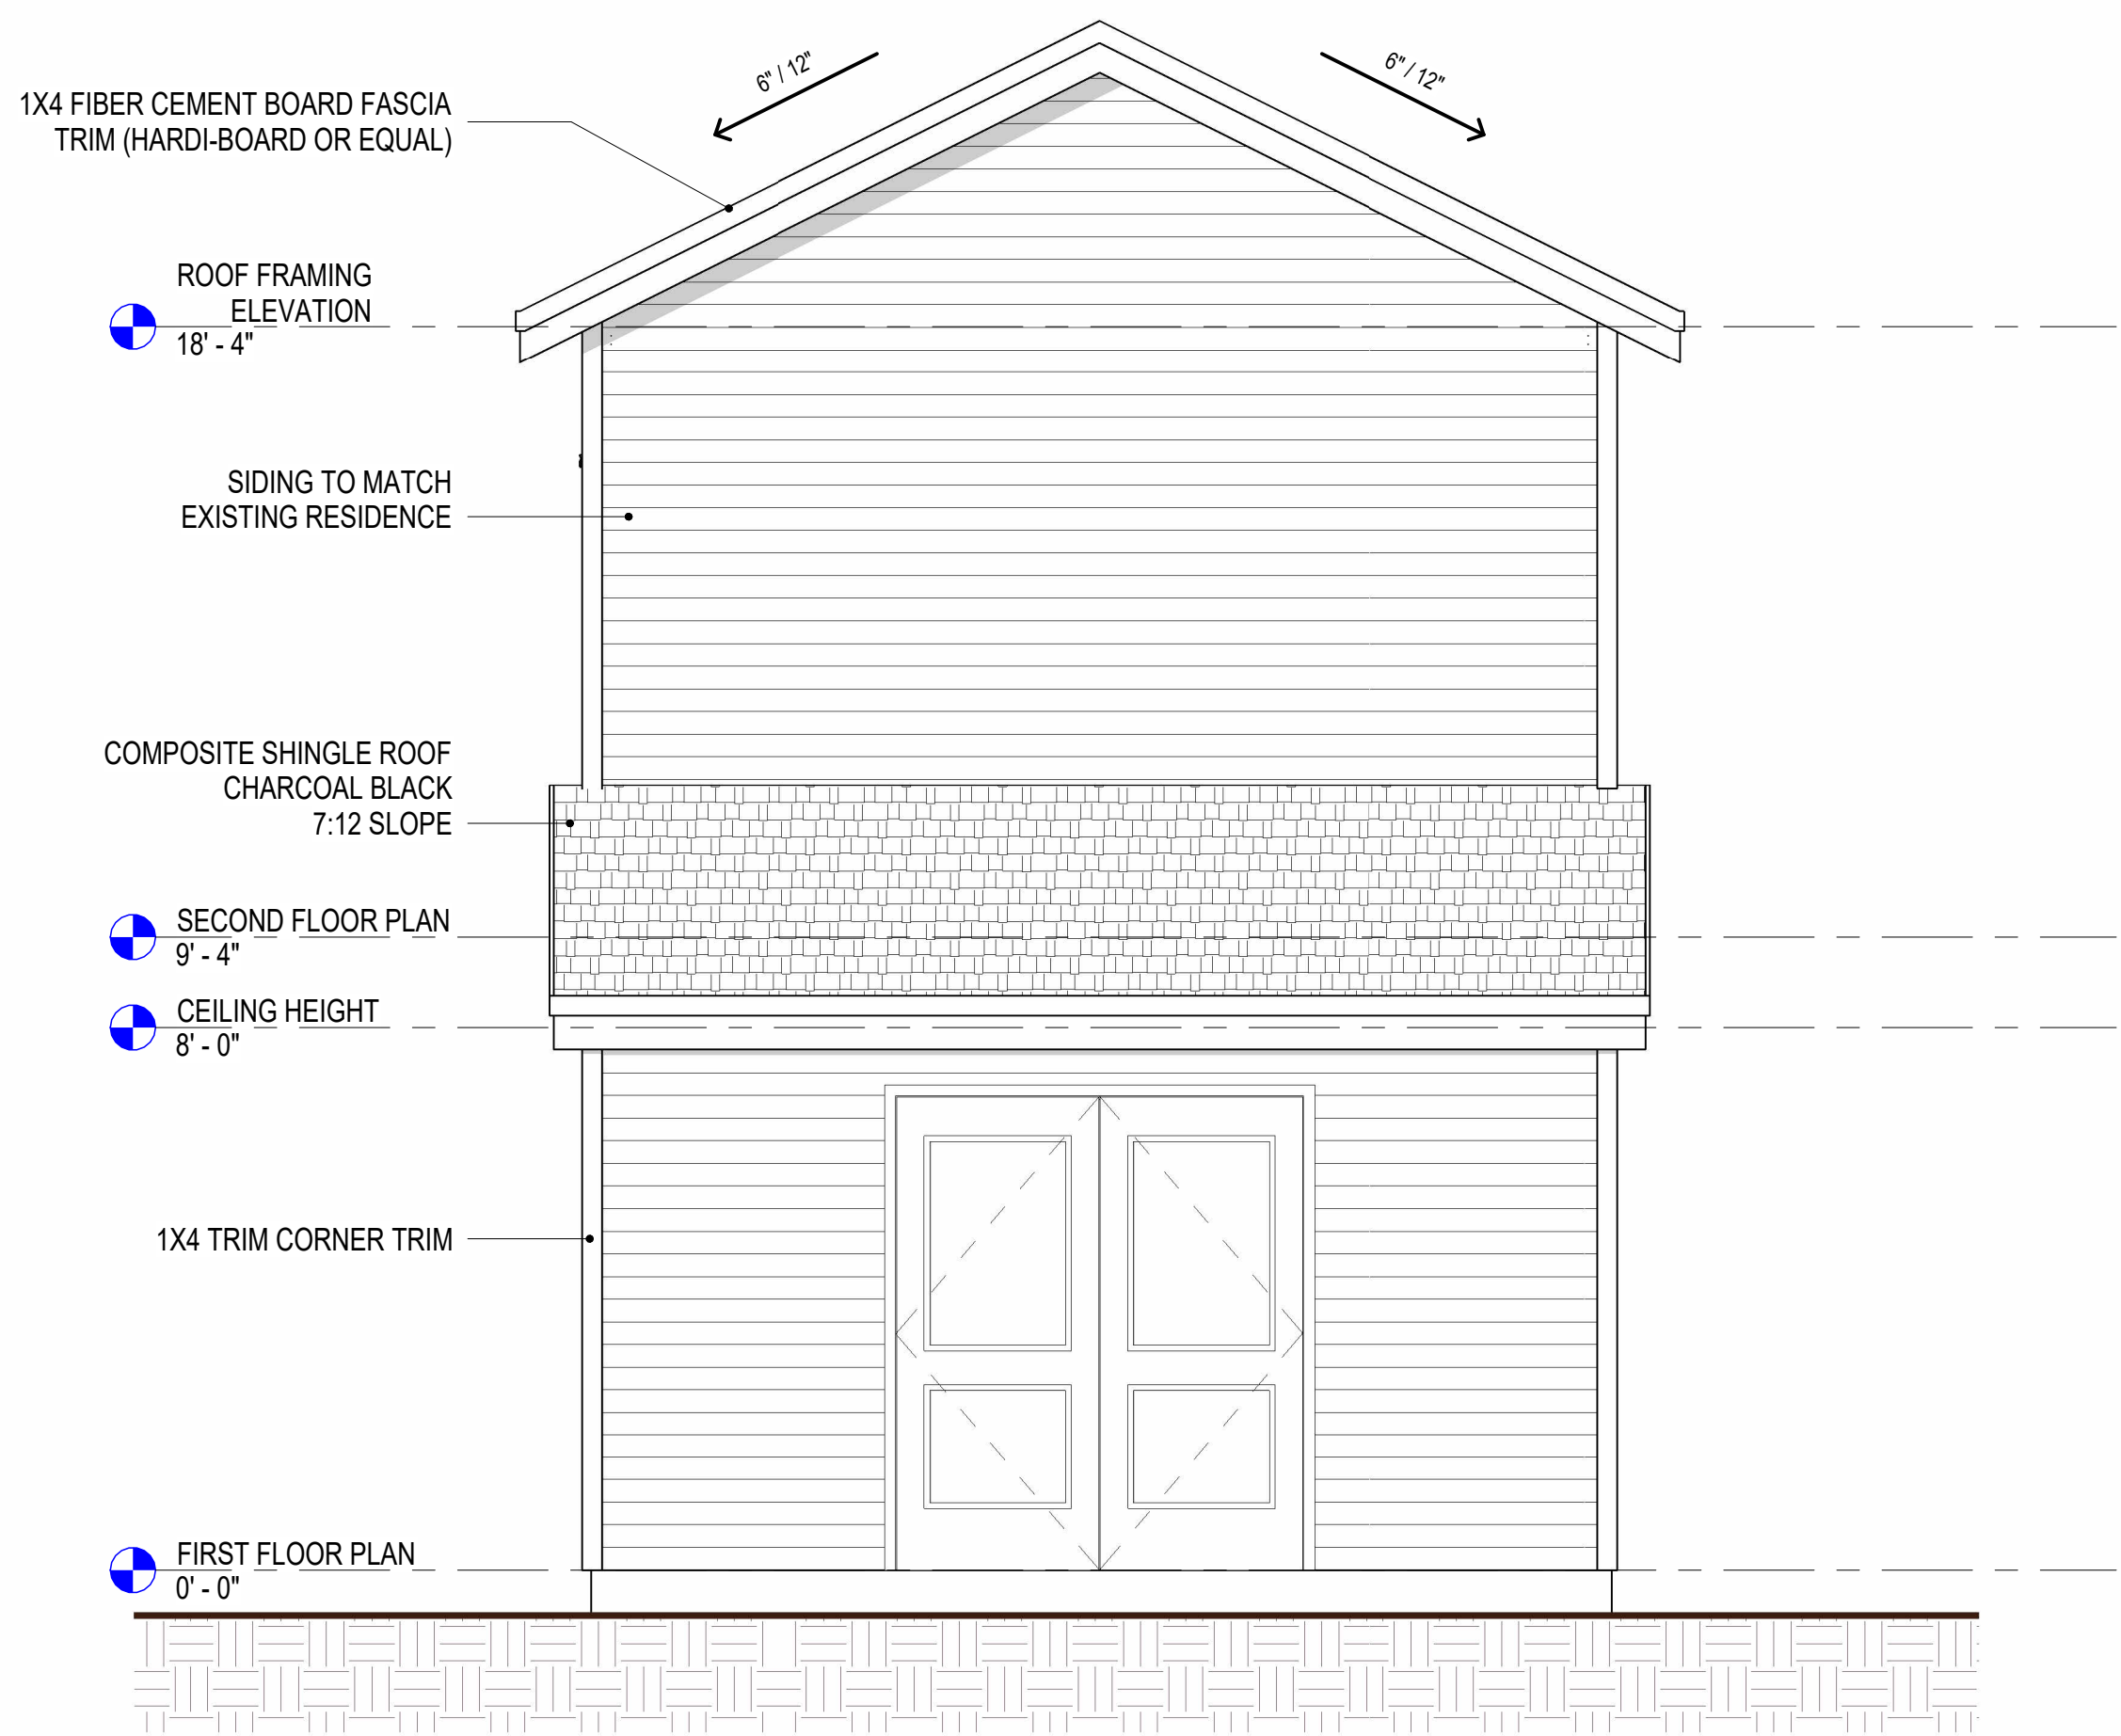 6" / 12"
6" / 12"
1X4 FIBER CEMENT BOARD FASCIA
TRIM (HARDI-BOARD OR EQUAL)
ROOF FRAMING
ELEVATION
18' - 4"
SIDING TO MATCH
EXISTING RESIDENCE
COMPOSITE SHINGLE ROOF
CHARCOAL BLACK
7:12 SLOPE
SECOND FLOOR PLAN
9' - 4"
CEILING HEIGHT
8' - 0"
1X4 TRIM CORNER TRIM
FIRST FLOOR PLAN
0' - 0"